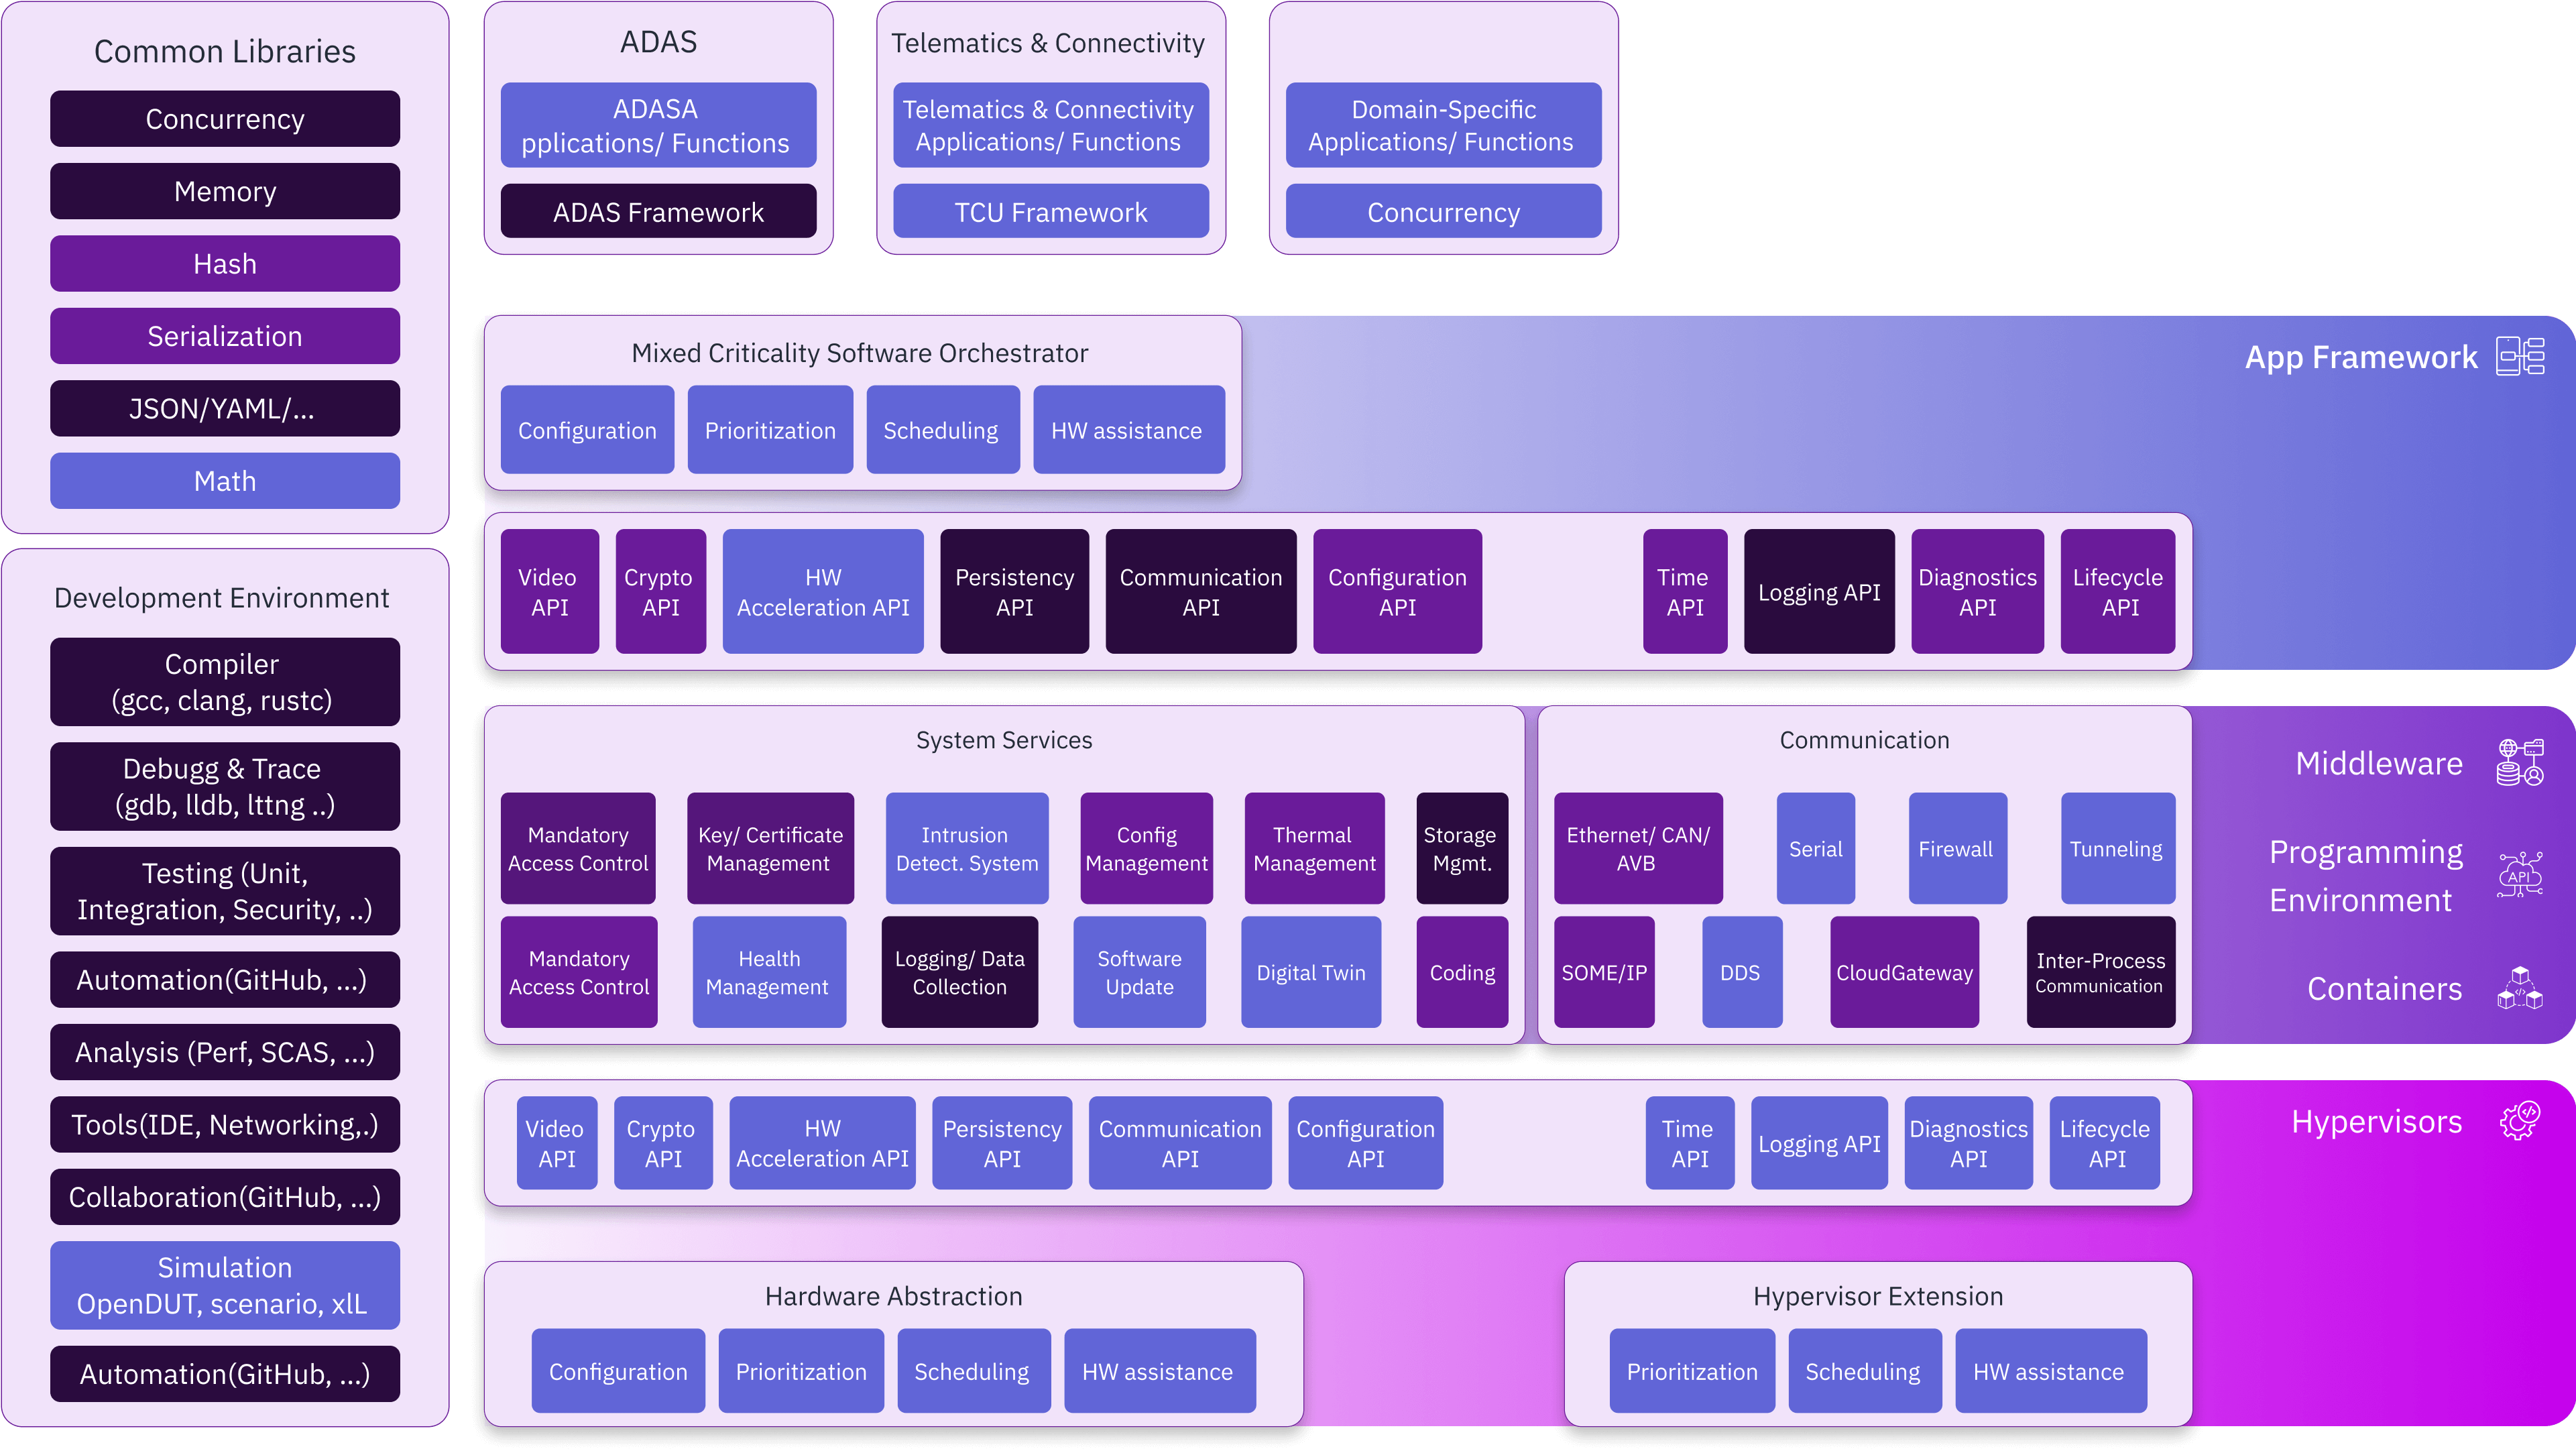 Common Libraries
Concurrency
Memory
Hash
Serialization
JSON/YAML/...
Math
Development Environment
Compiler
(gcc, clang, rustc)
Debugg & Trace
(gdb, lldb, lttng ..)
Testing (Unit,
Integration, Security, ..)
Automation(GitHub, ...)
Analysis (Perf, SCAS, ...)
Tools(IDE, Networking,.)
Collaboration(GitHub, ...)
Simulation
OpenDUT, scenario, xlL
Automation(GitHub, ...)
ADAS
ADASA
pplications/ Functions
ADAS Framework
Telematics & Connectivity
Telematics & Connectivity
Applications/ Functions
TCU Framework
Domain-Specific
Applications/ Functions
Concurrency
App Framework
Mixed Criticality Software Orchestrator
Configuration
Prioritization
Scheduling
HW assistance
Video
API
Crypto
API
HW
Acceleration API
Persistency
API
Communication
API
Configuration
API
Time
API
Logging API
Diagnostics
API
Lifecycle
API
System Services
Mandatory
Access Control
Key/ Certificate
Management
Intrusion
Detect. System
Config
Management
Thermal
Management
Storage
Mgmt.
Mandatory
Access Control
Health
Management
Logging/ Data
Collection
Software
Update
Digital Twin
Coding
Communication
Ethernet/ CAN/
AVB
Serial
Firewall
Tunneling
SOME/IP
DDS
CloudGateway
Inter-Process
Communication
Middleware
Programming
Environment
API
Containers
Hypervisors
Video
API
Crypto
API
HW
Acceleration API
Persistency
API
Communication
API
Configuration
API
Time
API
Logging API
Diagnostics
API
Lifecycle
API
Hardware Abstraction
Configuration
Prioritization
Scheduling
HW assistance
Hypervisor Extension
Prioritization
Scheduling
HW assistance